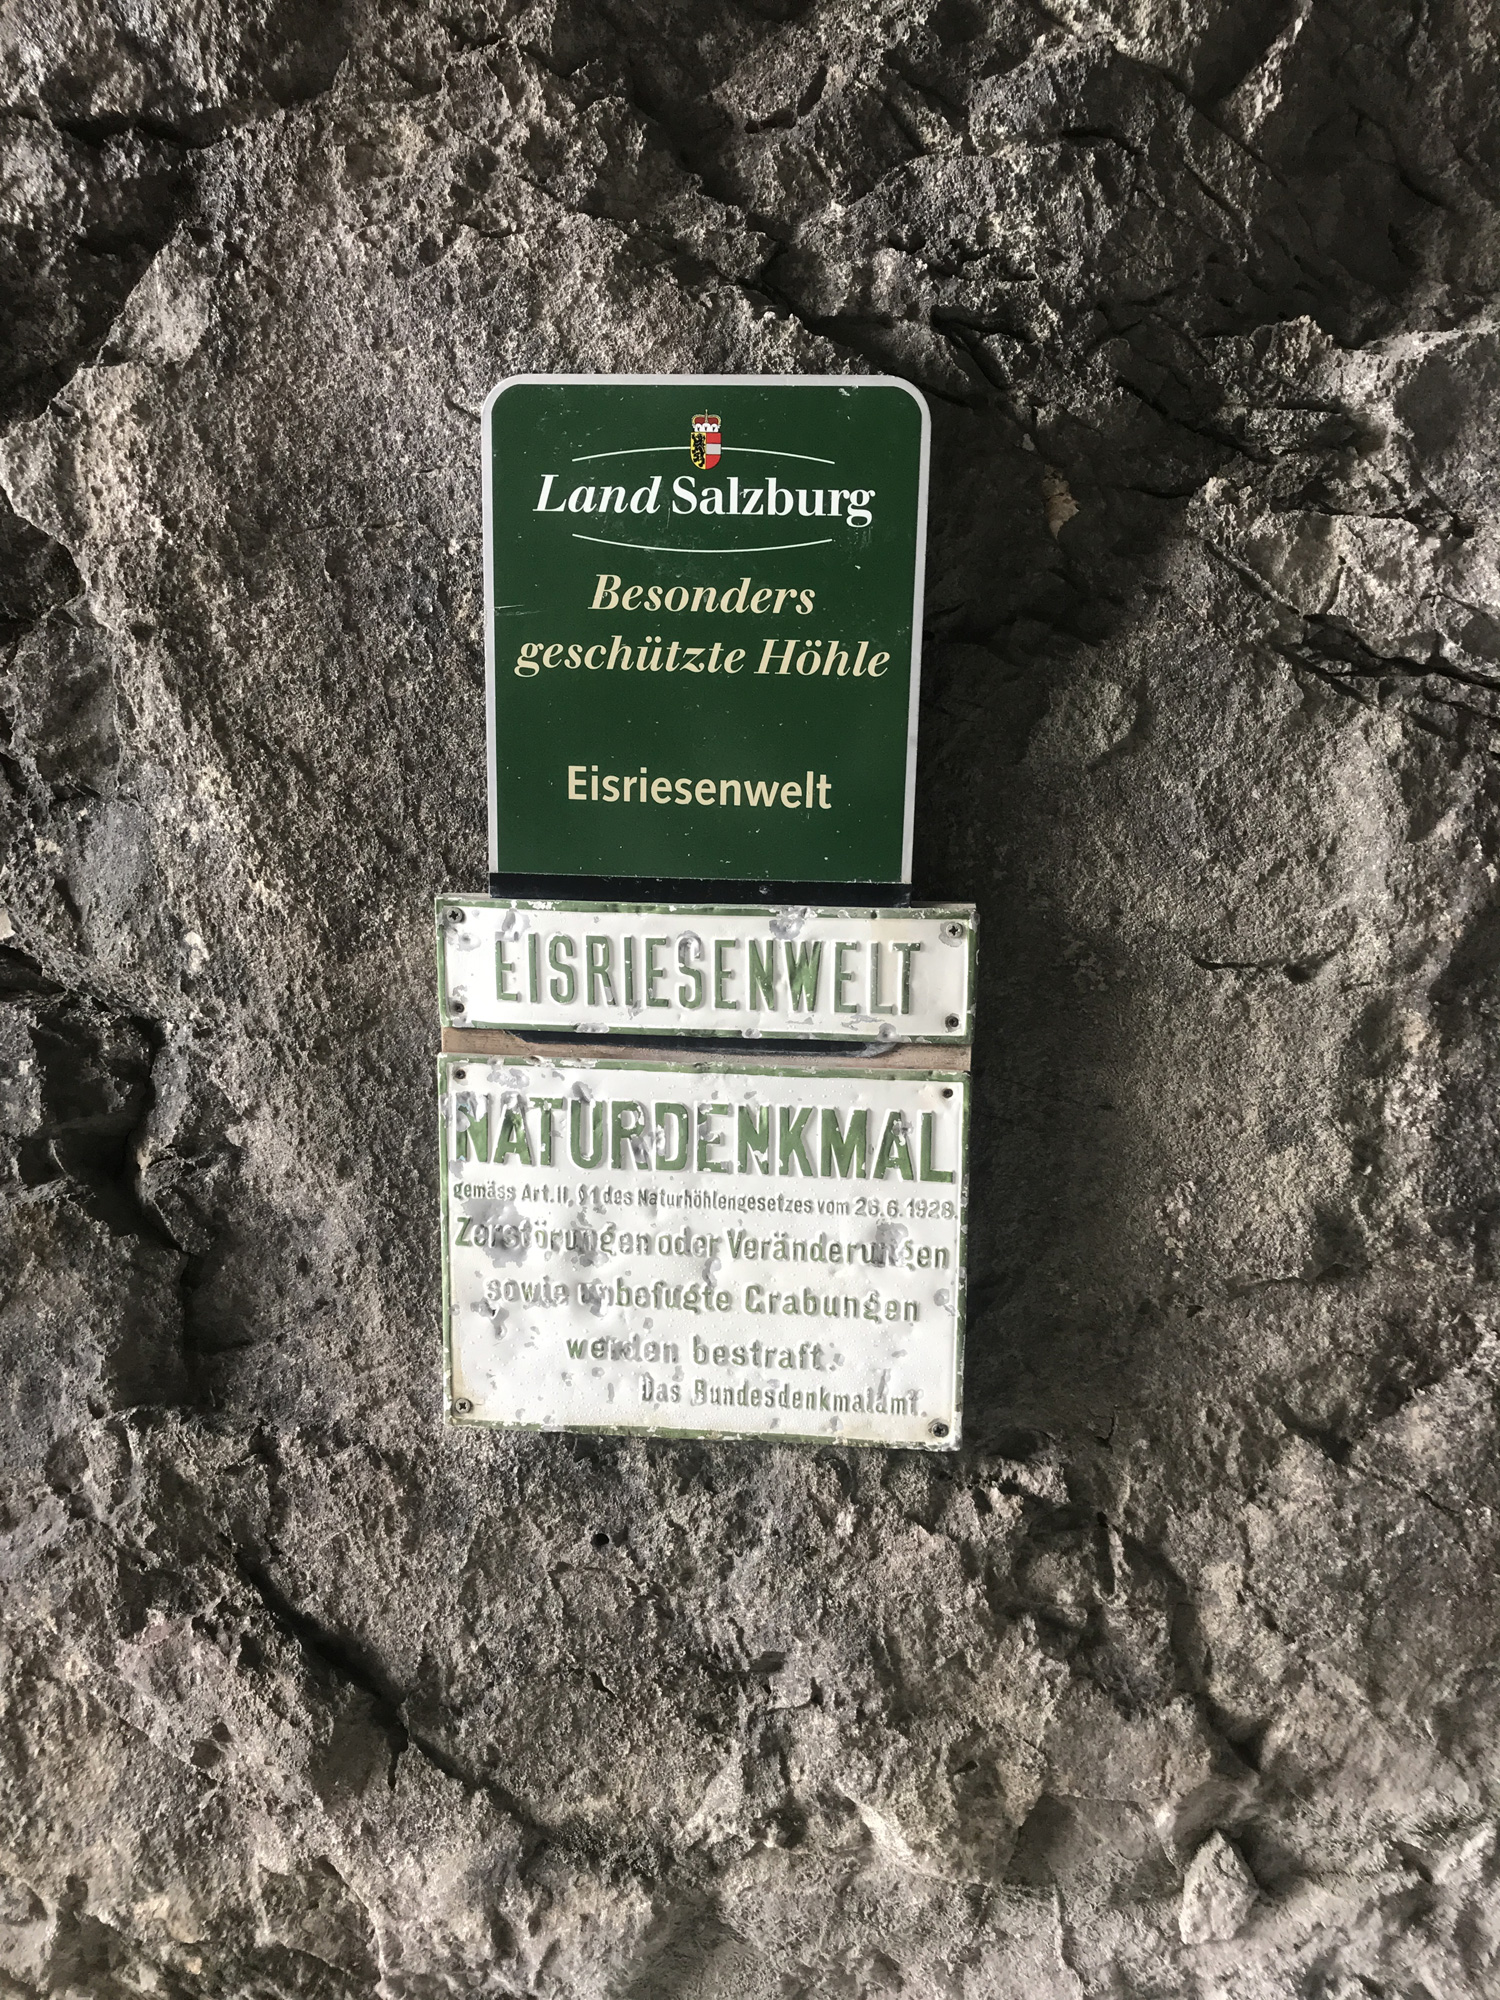 Land Salzburg
Besonders
geschützte Höhle
Eisriesenwelt
EISRIESENWELT
NATURDENKMAL
gemäss Art. II, §1 des Naturhöhlengesetzes vom 26.6.1928.
Zerstörungen oder Veränderungen
sowie unbefugte Grabungen
werden bestraft.
Das Bundesdenkmalamt.